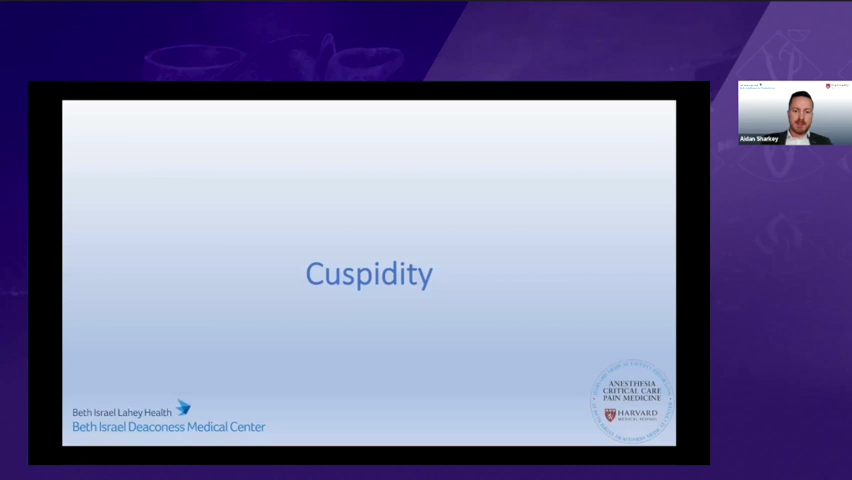 Cuspidity
Beth Israel Lahey Health
Beth Israel Deaconess Medical Center
ANESTHESIA
CRITICAL CARE
PAIN MEDICINE
HARVARD
MEDICAL SCHOOL
Aidan Sharkey